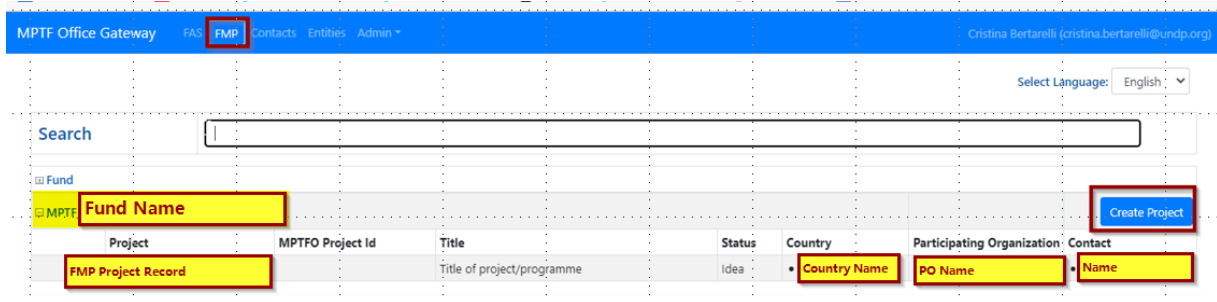 MPTF Office Gateway FAS FMP Contacts Entities Admin Cristina Bertarelli (cristina.bertarelli@undp.org)
Select Language: English
Search
Fund
MPTF Fund Name Create Project
Project MPTFO Project Id Title Status Country Participating Organization Contact
FMP Project Record Title of project/programme Idea • Country Name PO Name • Name